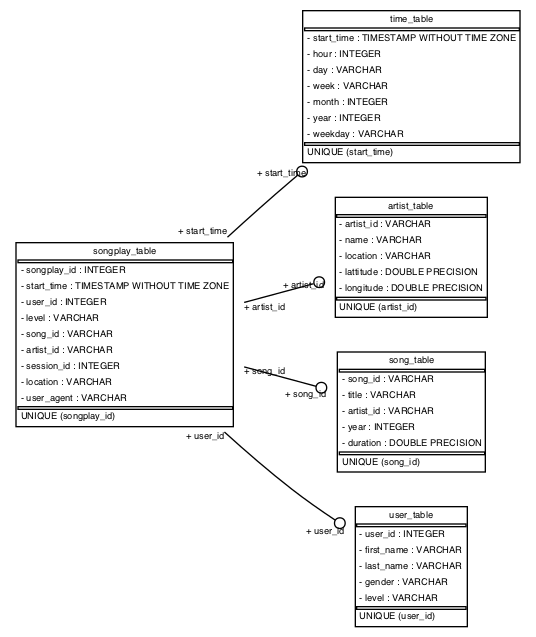 time_table
- start_time : TIMESTAMP WITHOUT TIME ZONE
- hour : INTEGER
- day : VARCHAR
- week : VARCHAR
- month : INTEGER
- year : INTEGER
- weekday : VARCHAR
UNIQUE (start_time)
+ start_time
+ start_time
artist_table
- artist_id : VARCHAR
- name : VARCHAR
- location : VARCHAR
- lattitude : DOUBLE PRECISION
- longitude : DOUBLE PRECISION
UNIQUE (artist_id)
+ artist_id
+ artist_id
songplay_table
- songplay_id : INTEGER
- start_time : TIMESTAMP WITHOUT TIME ZONE
- user_id : INTEGER
- level : VARCHAR
- song_id : VARCHAR
- artist_id : VARCHAR
- session_id : INTEGER
- location : VARCHAR
- user_agent : VARCHAR
UNIQUE (songplay_id)
+ song_id
+ song_id
song_table
- song_id : VARCHAR
- title : VARCHAR
- artist_id : VARCHAR
- year : INTEGER
- duration : DOUBLE PRECISION
UNIQUE (song_id)
+ user_id
+ user_id
user_table
- user_id : INTEGER
- first_name : VARCHAR
- last_name : VARCHAR
- gender : VARCHAR
- level : VARCHAR
UNIQUE (user_id)